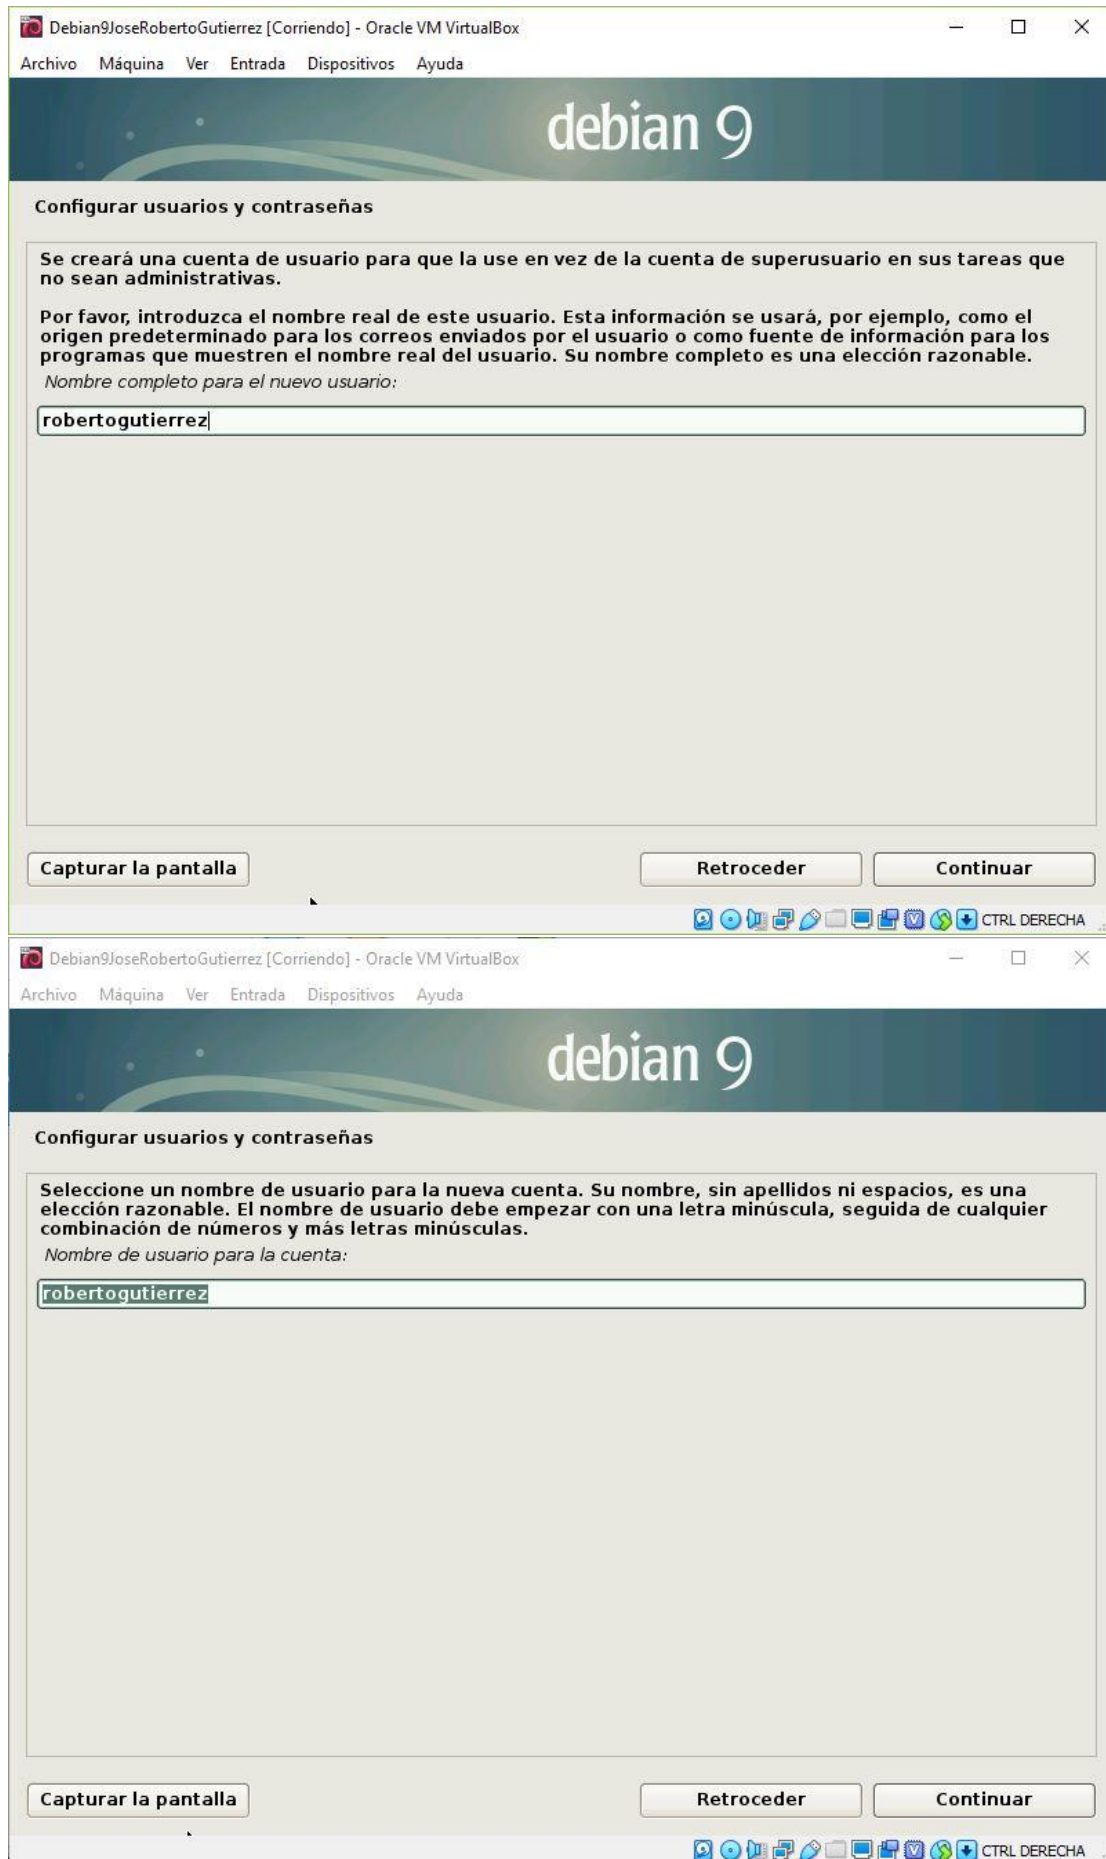 Debian9JoseRobertoGutierrez [Corriendo] - Oracle VM VirtualBox
Archivo Máquina Ver Entrada Dispositivos Ayuda
debian 9
Configurar usuarios y contraseñas
Se creará una cuenta de usuario para que la use en vez de la cuenta de superusuario en sus tareas que
no sean administrativas.
Por favor, introduzca el nombre real de este usuario. Esta información se usará, por ejemplo, como el
origen predeterminado para los correos enviados por el usuario o como fuente de información para los
programas que muestren el nombre real del usuario. Su nombre completo es una elección razonable.
Nombre completo para el nuevo usuario:
robertogutierrez
Capturar la pantalla Retroceder Continuar
CTRL DERECHA
Debian9JoseRobertoGutierrez [Corriendo] - Oracle VM VirtualBox
Archivo Máquina Ver Entrada Dispositivos Ayuda
debian 9
Configurar usuarios y contraseñas
Seleccione un nombre de usuario para la nueva cuenta. Su nombre, sin apellidos ni espacios, es una
elección razonable. El nombre de usuario debe empezar con una letra minúscula, seguida de cualquier
combinación de números y más letras minúsculas.
Nombre de usuario para la cuenta:
robertogutierrez
Capturar la pantalla Retroceder Continuar
CTRL DERECHA